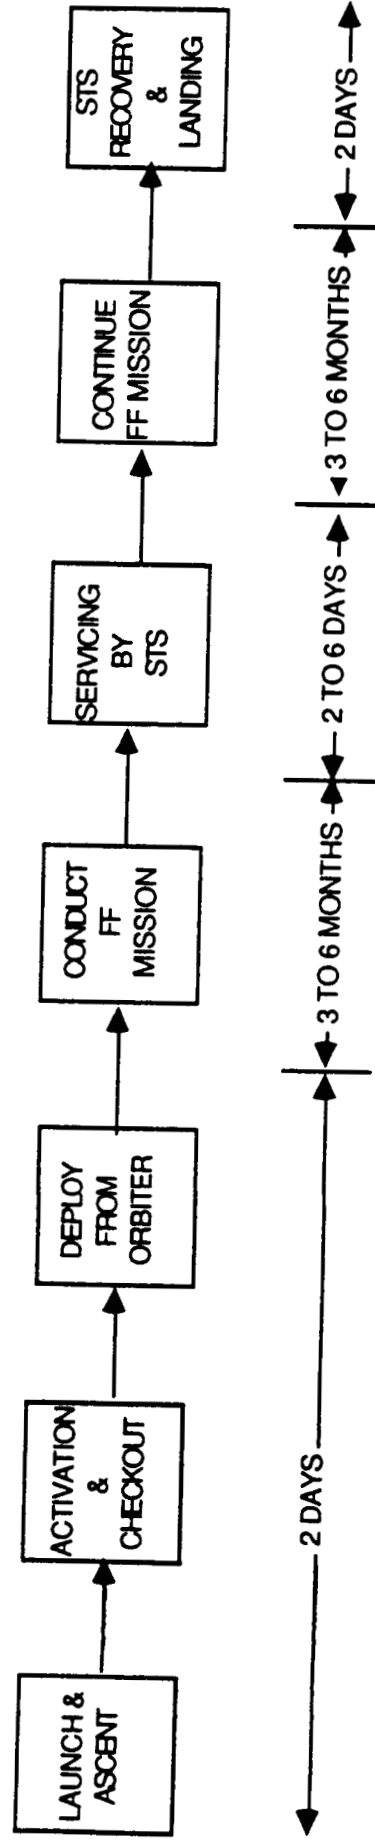 LAUNCH &
ASCENT
ACTIVATION
&
CHECKOUT
DEPLOY
FROM
ORBITER
CONDUCT
FF
MISSION
SERVICING
BY
STS
CONTINUE
FF MISSION
STS
RECOVERY
&
LANDING
2 DAYS
3 TO 6 MONTHS
2 TO 6 DAYS
3 TO 6 MONTHS
2 DAYS